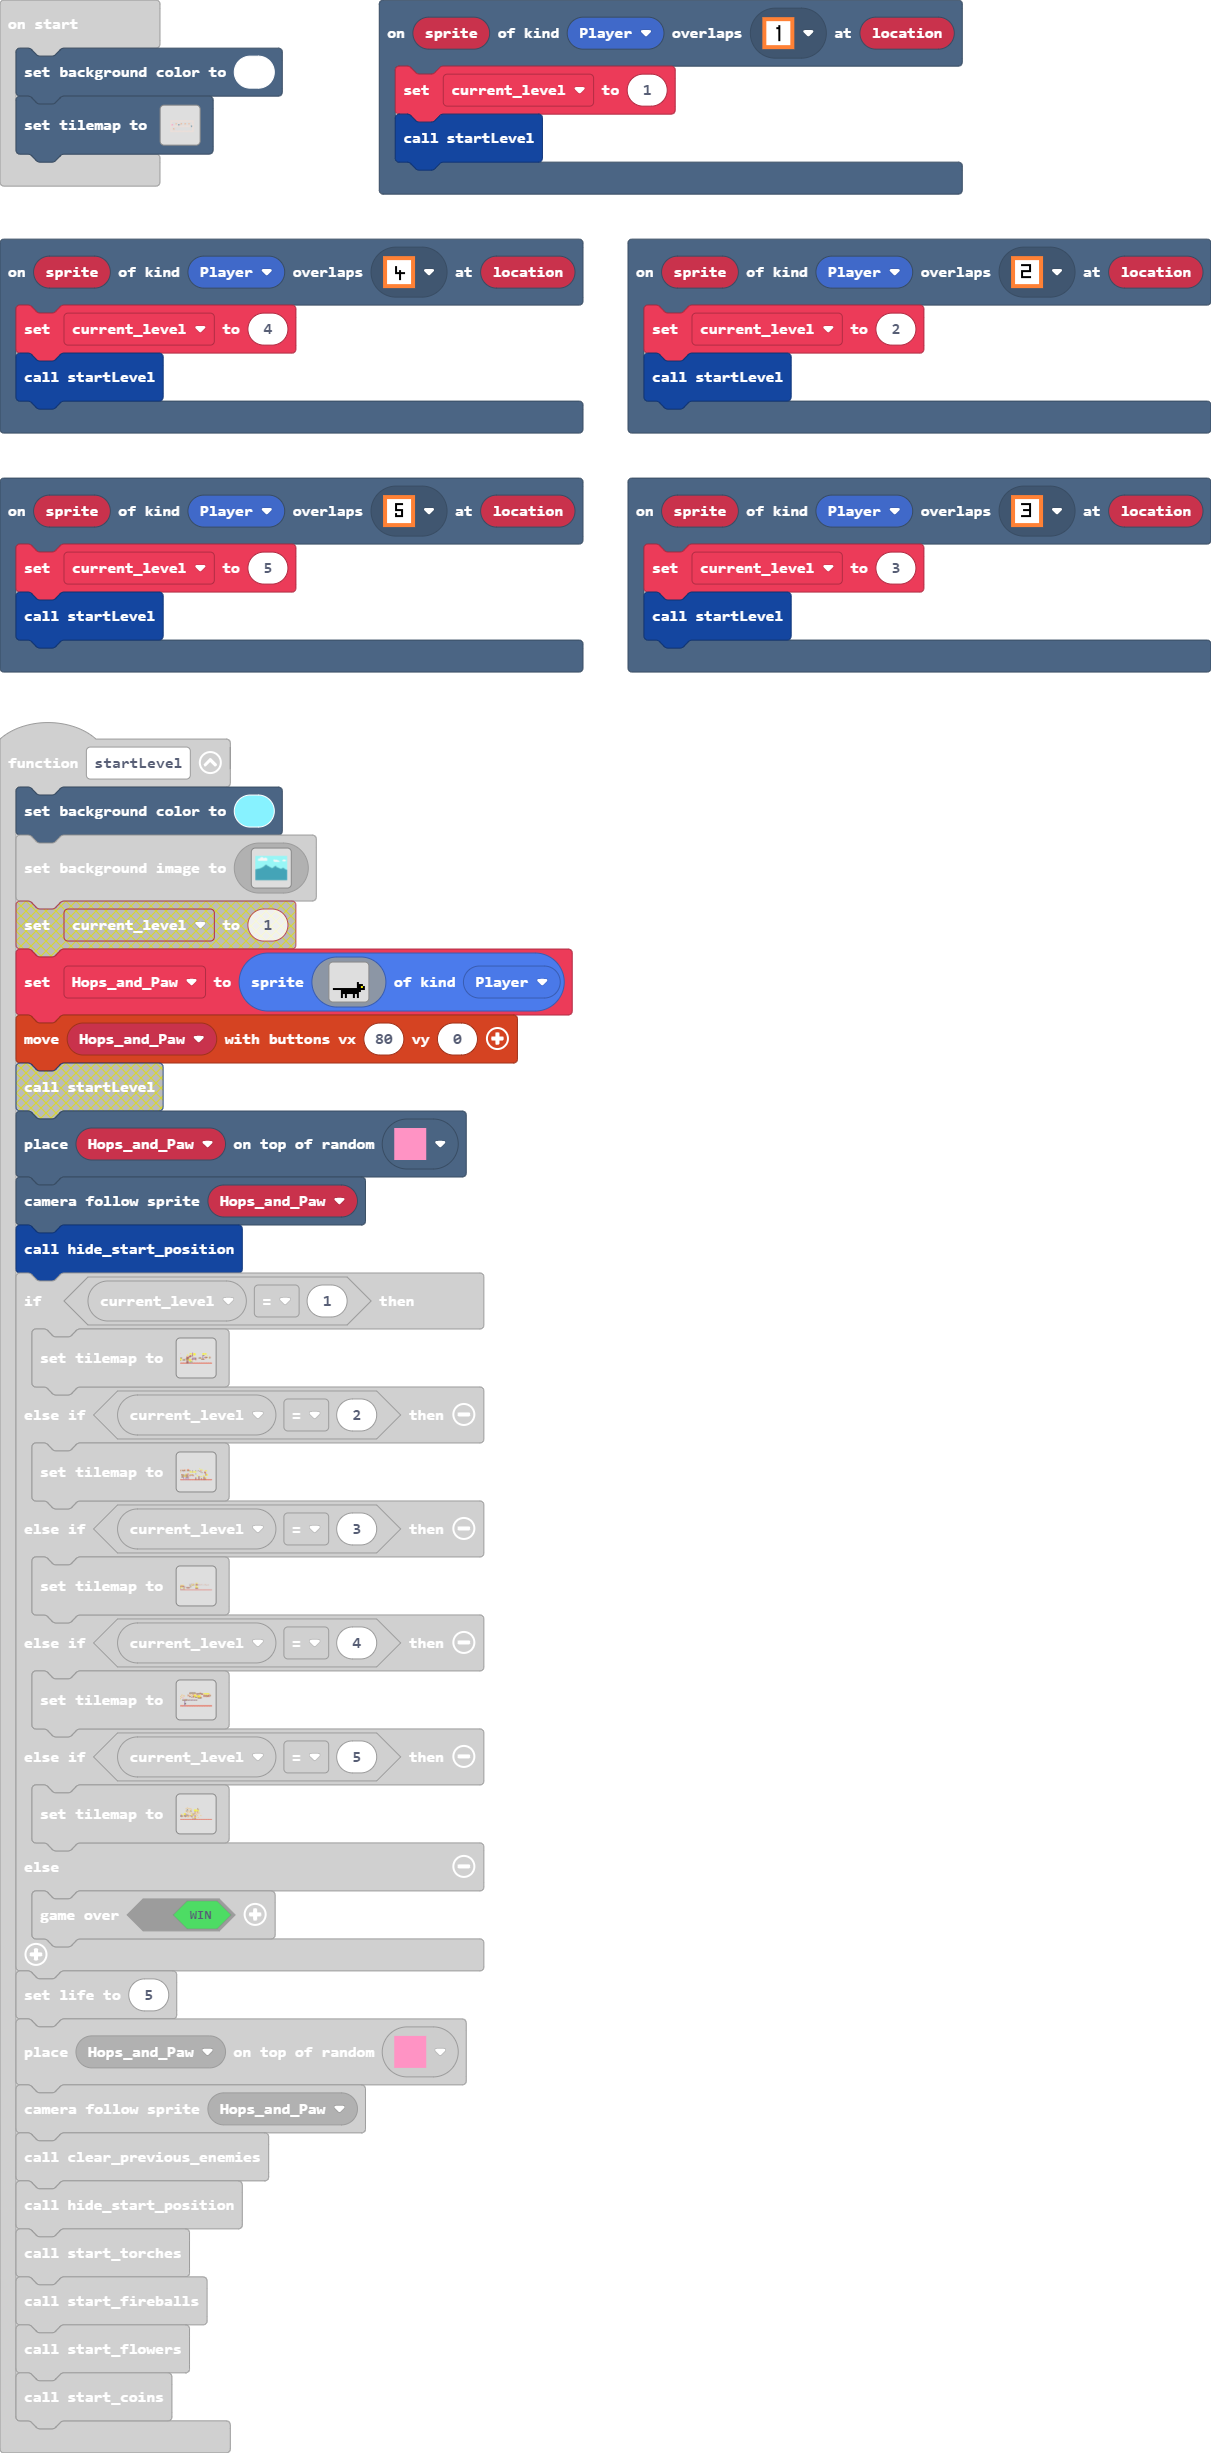 on start
set background color to
set tilemap to
on sprite of kind Player overlaps 1 at location
set current_level to 1
call startLevel
on sprite of kind Player overlaps 4 at location
set current_level to 4
call startLevel
on sprite of kind Player overlaps 2 at location
set current_level to 2
call startLevel
on sprite of kind Player overlaps 5 at location
set current_level to 5
call startLevel
on sprite of kind Player overlaps 3 at location
set current_level to 3
call startLevel
function startLevel
set background color to
set background image to
set current_level to 1
set Hops_and_Paw to sprite of kind Player
move Hops_and_Paw with buttons vx 80 vy 0
call startLevel
place Hops_and_Paw on top of random
camera follow sprite Hops_and_Paw
call hide_start_position
if current_level = 1 then
set tilemap to
else if current_level = 2 then
set tilemap to
else if current_level = 3 then
set tilemap to
else if current_level = 4 then
set tilemap to
else if current_level = 5 then
set tilemap to
else
game over WIN
set life to 5
place Hops_and_Paw on top of random
camera follow sprite Hops_and_Paw
call clear_previous_enemies
call hide_start_position
call start_torches
call start_fireballs
call start_flowers
call start_coins